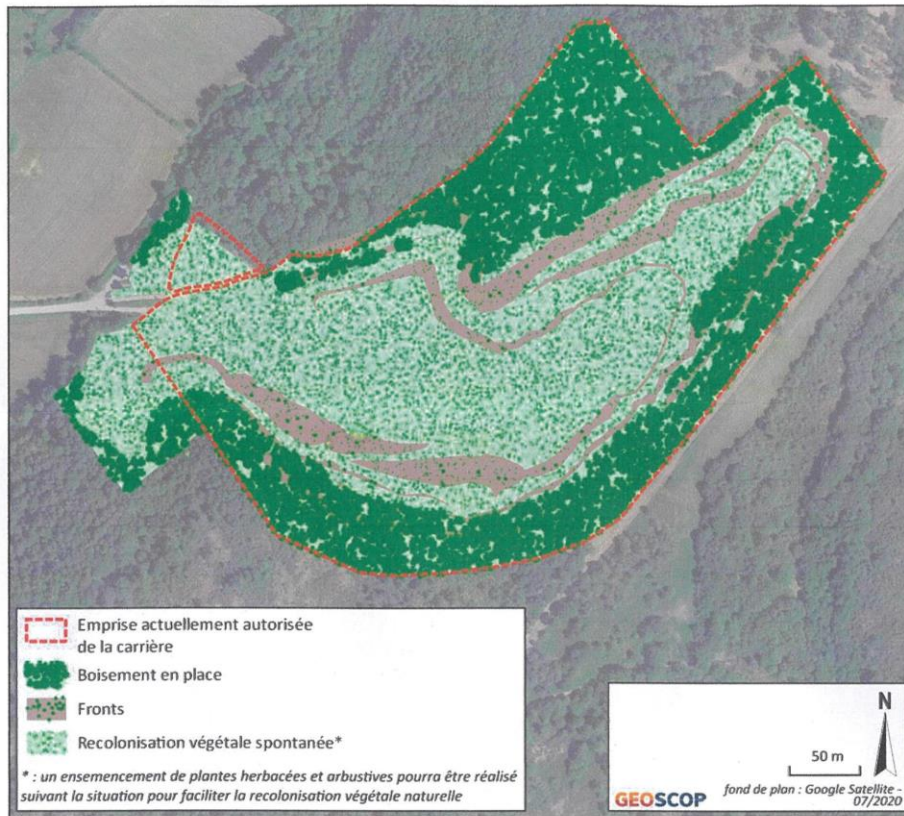 Emprise actuellement autorisée
de la carrière
Boisement en place
Fronts
Recolonisation végétale spontanée*
* : un ensemencement de plantes herbacées et arbustives pourra être réalisé
suivant la situation pour faciliter la recolonisation végétale naturelle
N
50 m
GEOSCOP
fond de plan : Google Satellite -
07/2020